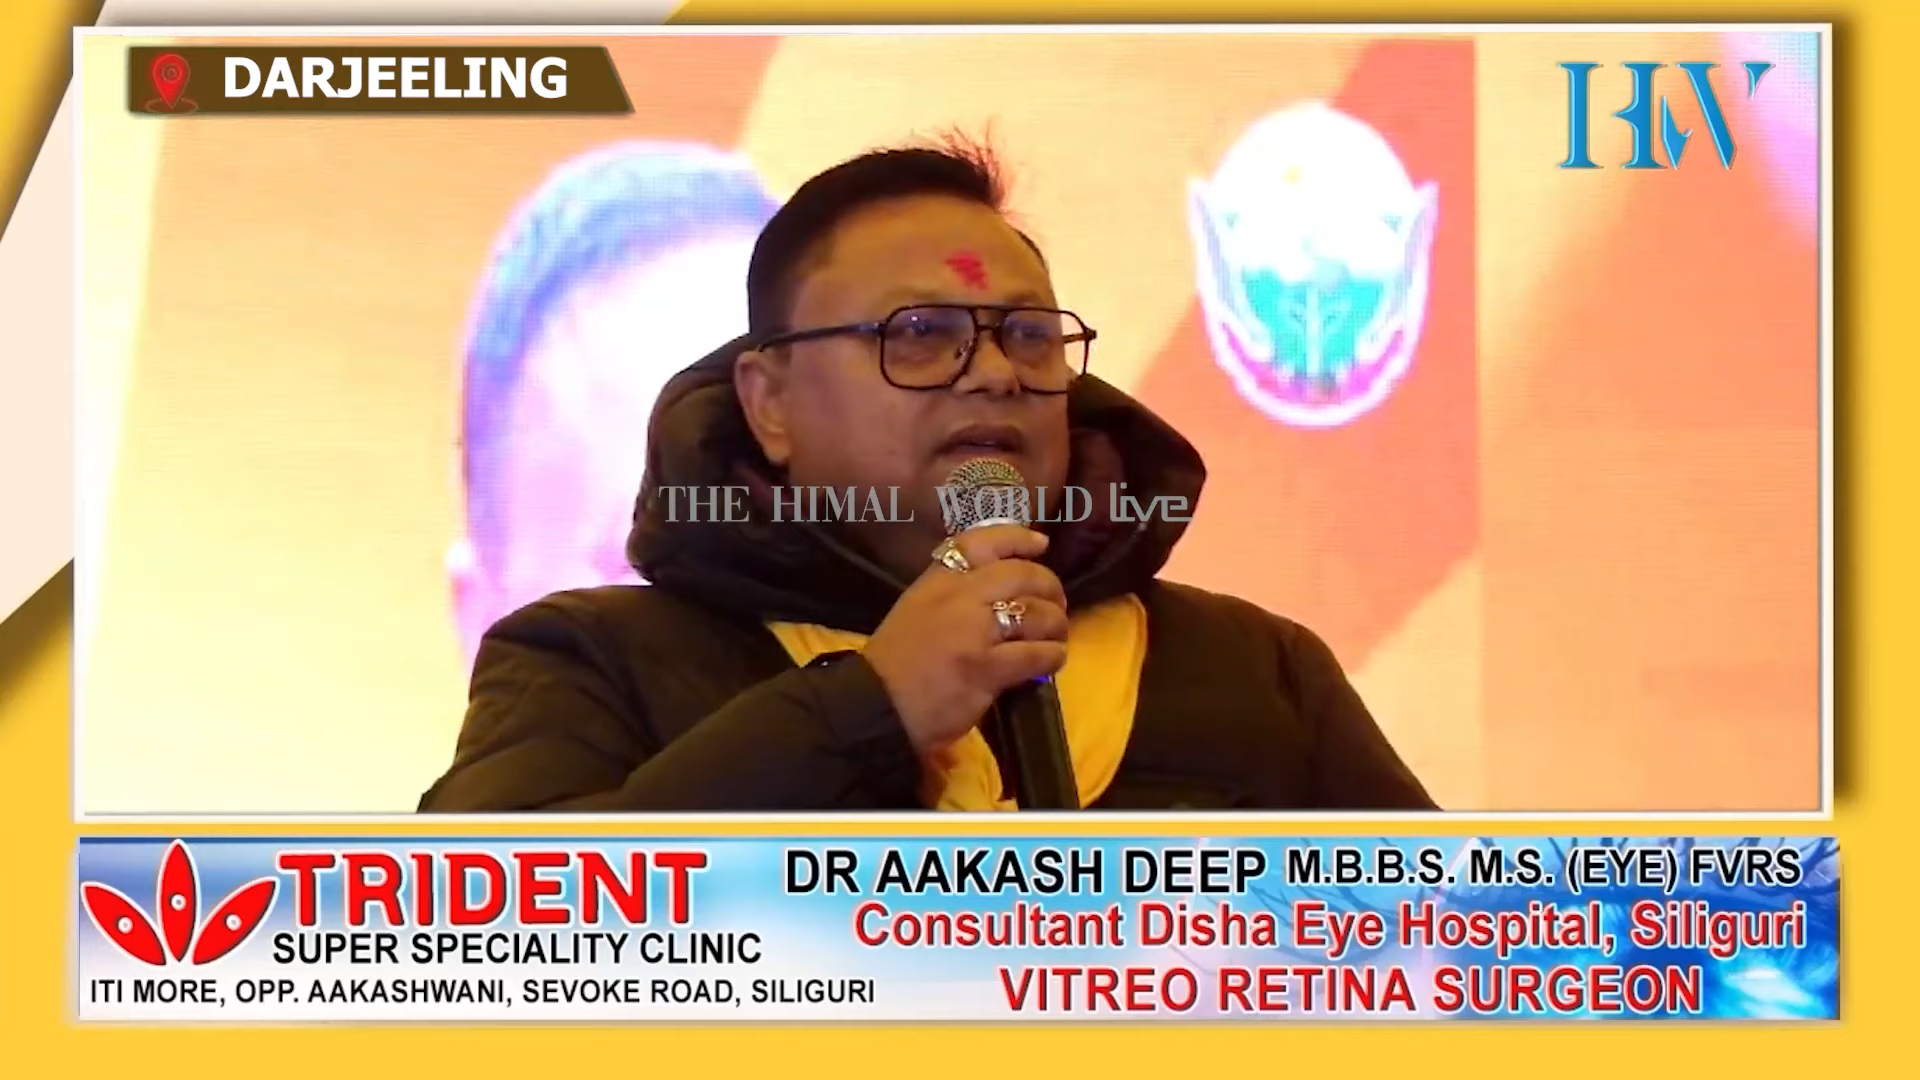 DARJEELING
HW
THE HIMAL WORLD live
TRIDENT
SUPER SPECIALITY CLINIC
ITI MORE, OPP. AAKASHWANI, SEVOKE ROAD, SILIGURI
DR AAKASH DEEP M.B.B.S. M.S. (EYE) FVRS
Consultant Disha Eye Hospital, Siliguri
VITREO RETINA SURGEON